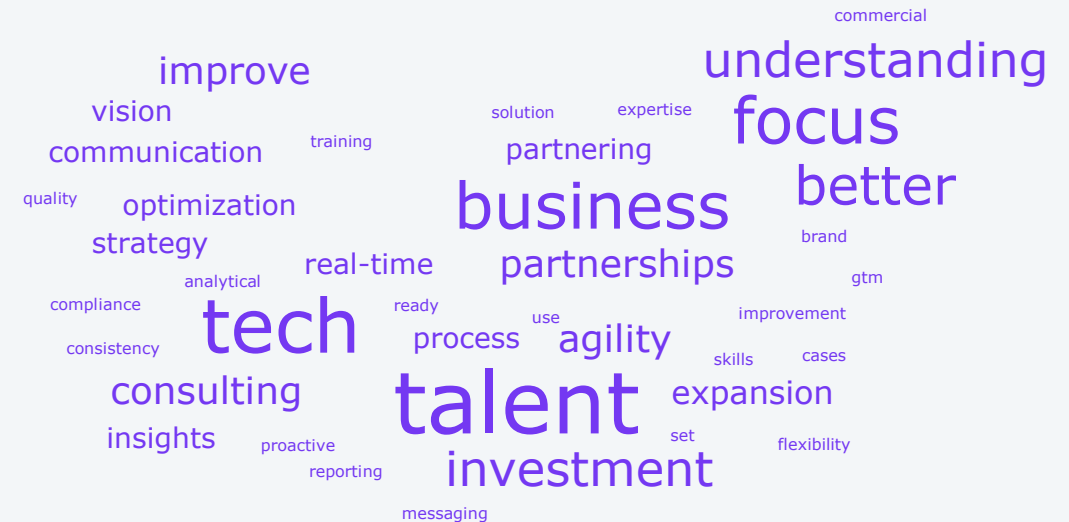 commercial
understanding
improve
focus
vision
solution
expertise
training
communication
partnering
better
quality
optimization
business
brand
strategy
real-time
partnerships
analytical
gtm
compliance
ready
improvement
tech
use
process
agility
consistency
skills
cases
consulting
talent
expansion
insights
proactive
set
flexibility
reporting
investment
messaging